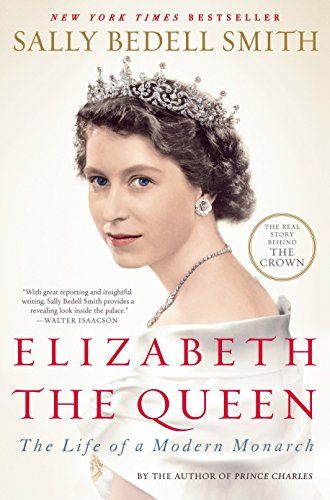 NEW YORK TIMES BESTSELLER
SALLY BEDELL SMITH
THE REAL
STORY
BEHIND
THE
CROWN
"With great reporting and insightful
writing, Sally Bedell Smith provides a
revealing look inside the palace."
—WALTER ISAACSON
ELIZABETH
THE QUEEN
The Life of a Modern Monarch
BY THE AUTHOR OF PRINCE CHARLES